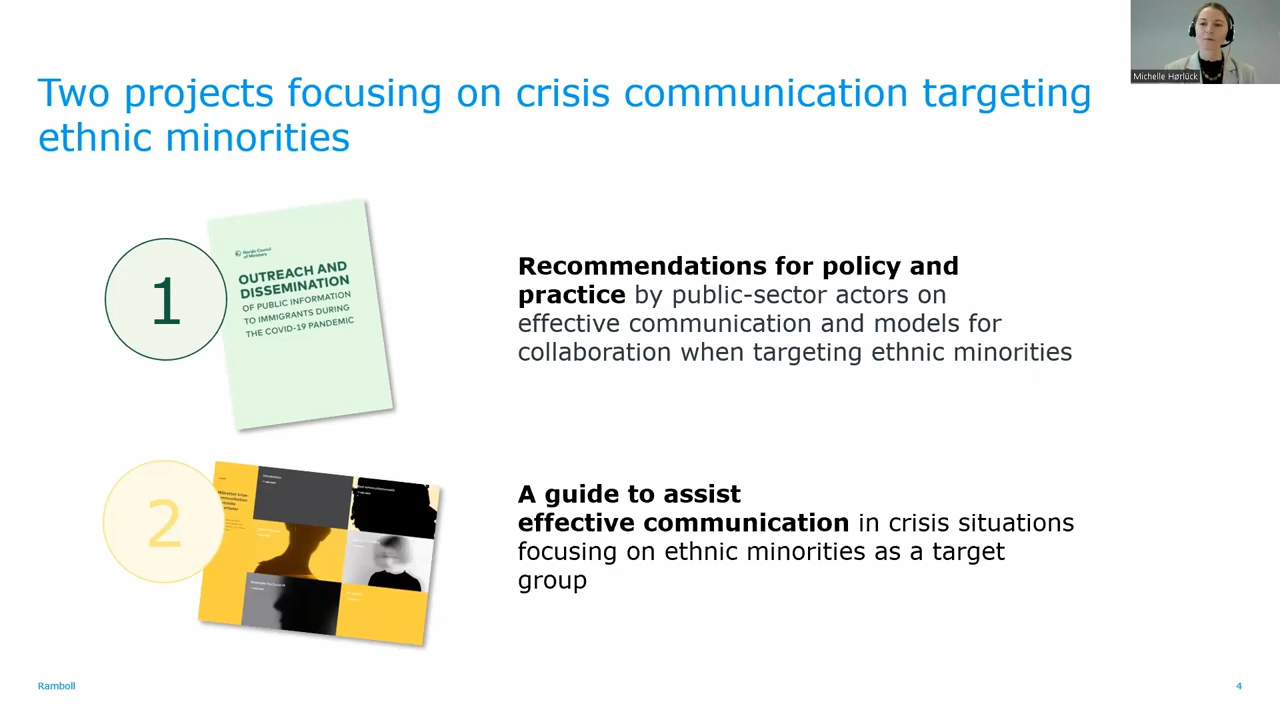 Michelle Hørlück
Two projects focusing on crisis communication targeting
ethnic minorities
1
Nordic Council
of Ministers
OUTREACH AND
DISSEMINATION
OF PUBLIC INFORMATION
TO IMMIGRANTS DURING
THE COVID-19 PANDEMIC
Recommendations for policy and
practice by public-sector actors on
effective communication and models for
collaboration when targeting ethnic minorities
2
A guide to assist
effective communication in crisis situations
focusing on ethnic minorities as a target
group
Ramboll
4